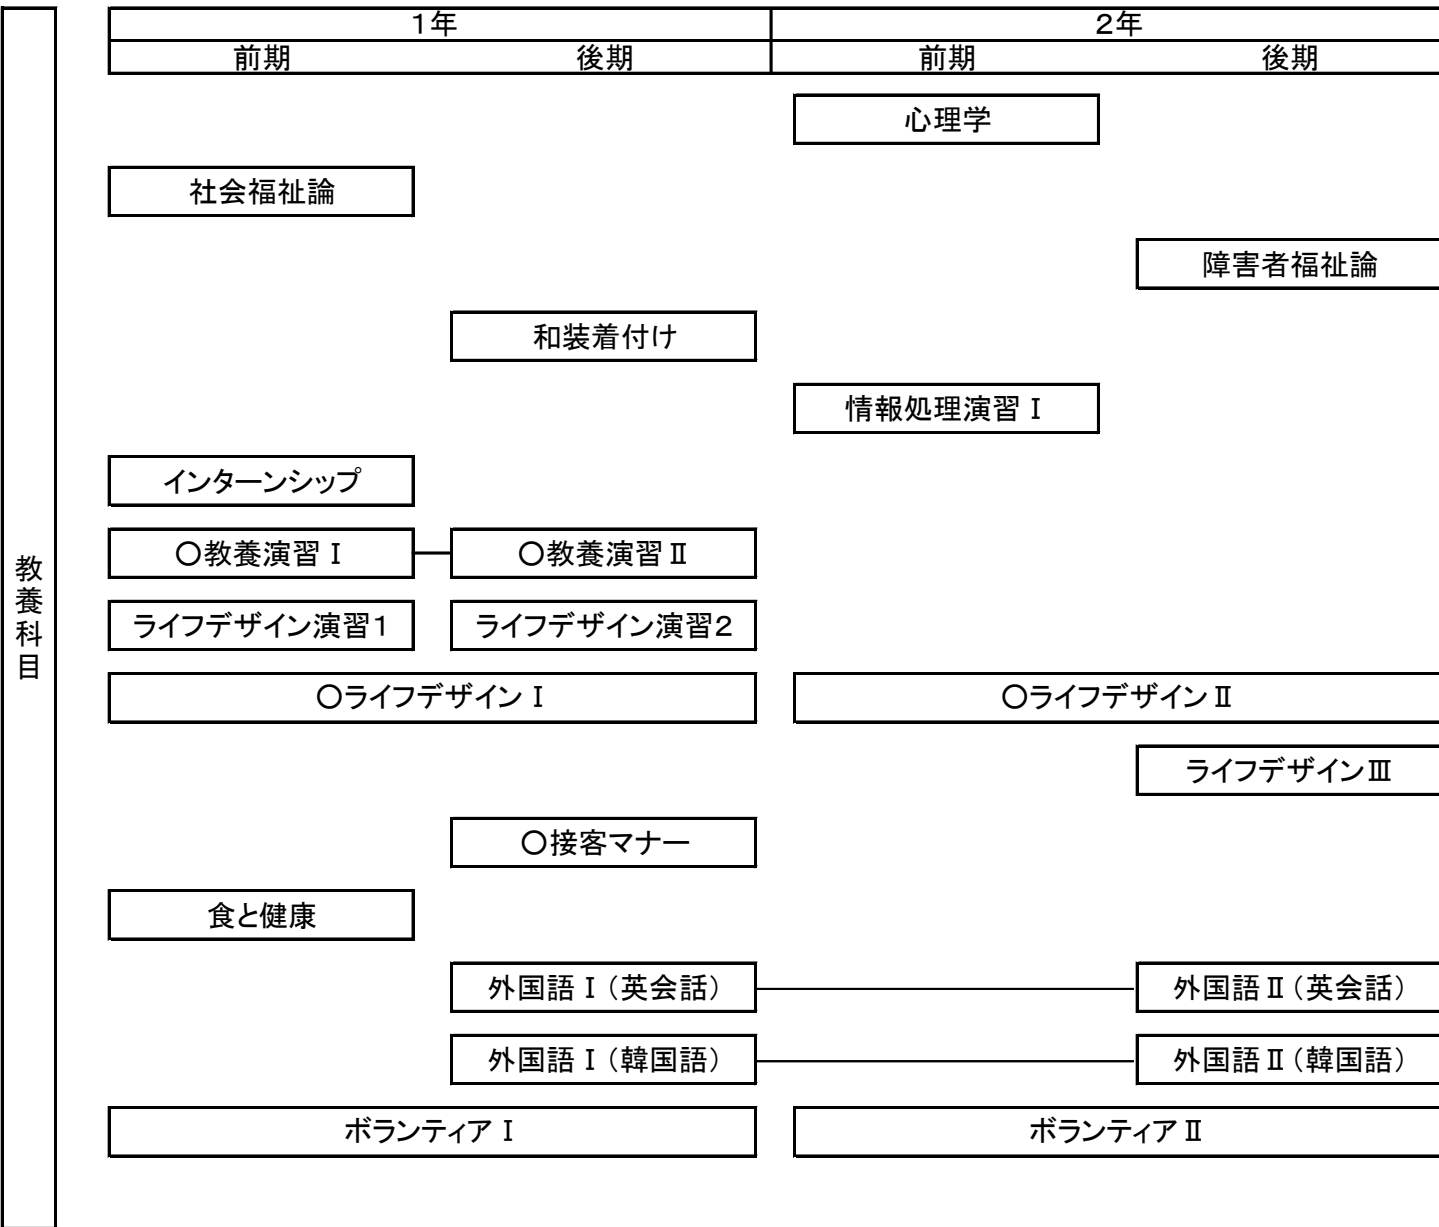 1年 2年
前期 後期 前期 後期
心理学
社会福祉論
障害者福祉論
和装着付け
情報処理演習Ⅰ
インターンシップ
○教養演習Ⅰ ○教養演習Ⅱ
ライフデザイン演習1 ライフデザイン演習2
○ライフデザインⅠ ○ライフデザインⅡ
ライフデザインⅢ
○接客マナー
食と健康
外国語Ⅰ（英会話） 外国語Ⅱ（英会話）
外国語Ⅰ（韓国語） 外国語Ⅱ（韓国語）
ボランティアⅠ ボランティアⅡ
教養科目